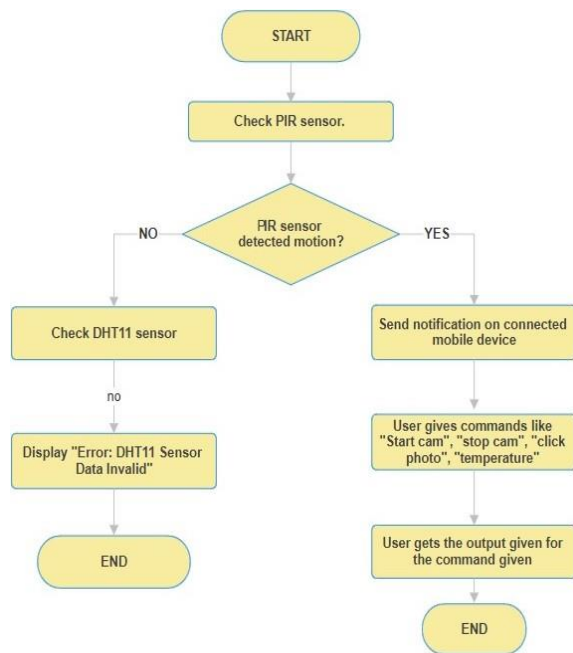 START
Check PIR sensor.
PIR sensor
detected motion?
NO
YES
Check DHT11 sensor
no
Display "Error: DHT11 Sensor
Data Invalid"
END
Send notification on connected
mobile device
User gives commands like
"Start cam", "stop cam", "click
photo", "temperature"
User gets the output given for
the command given
END